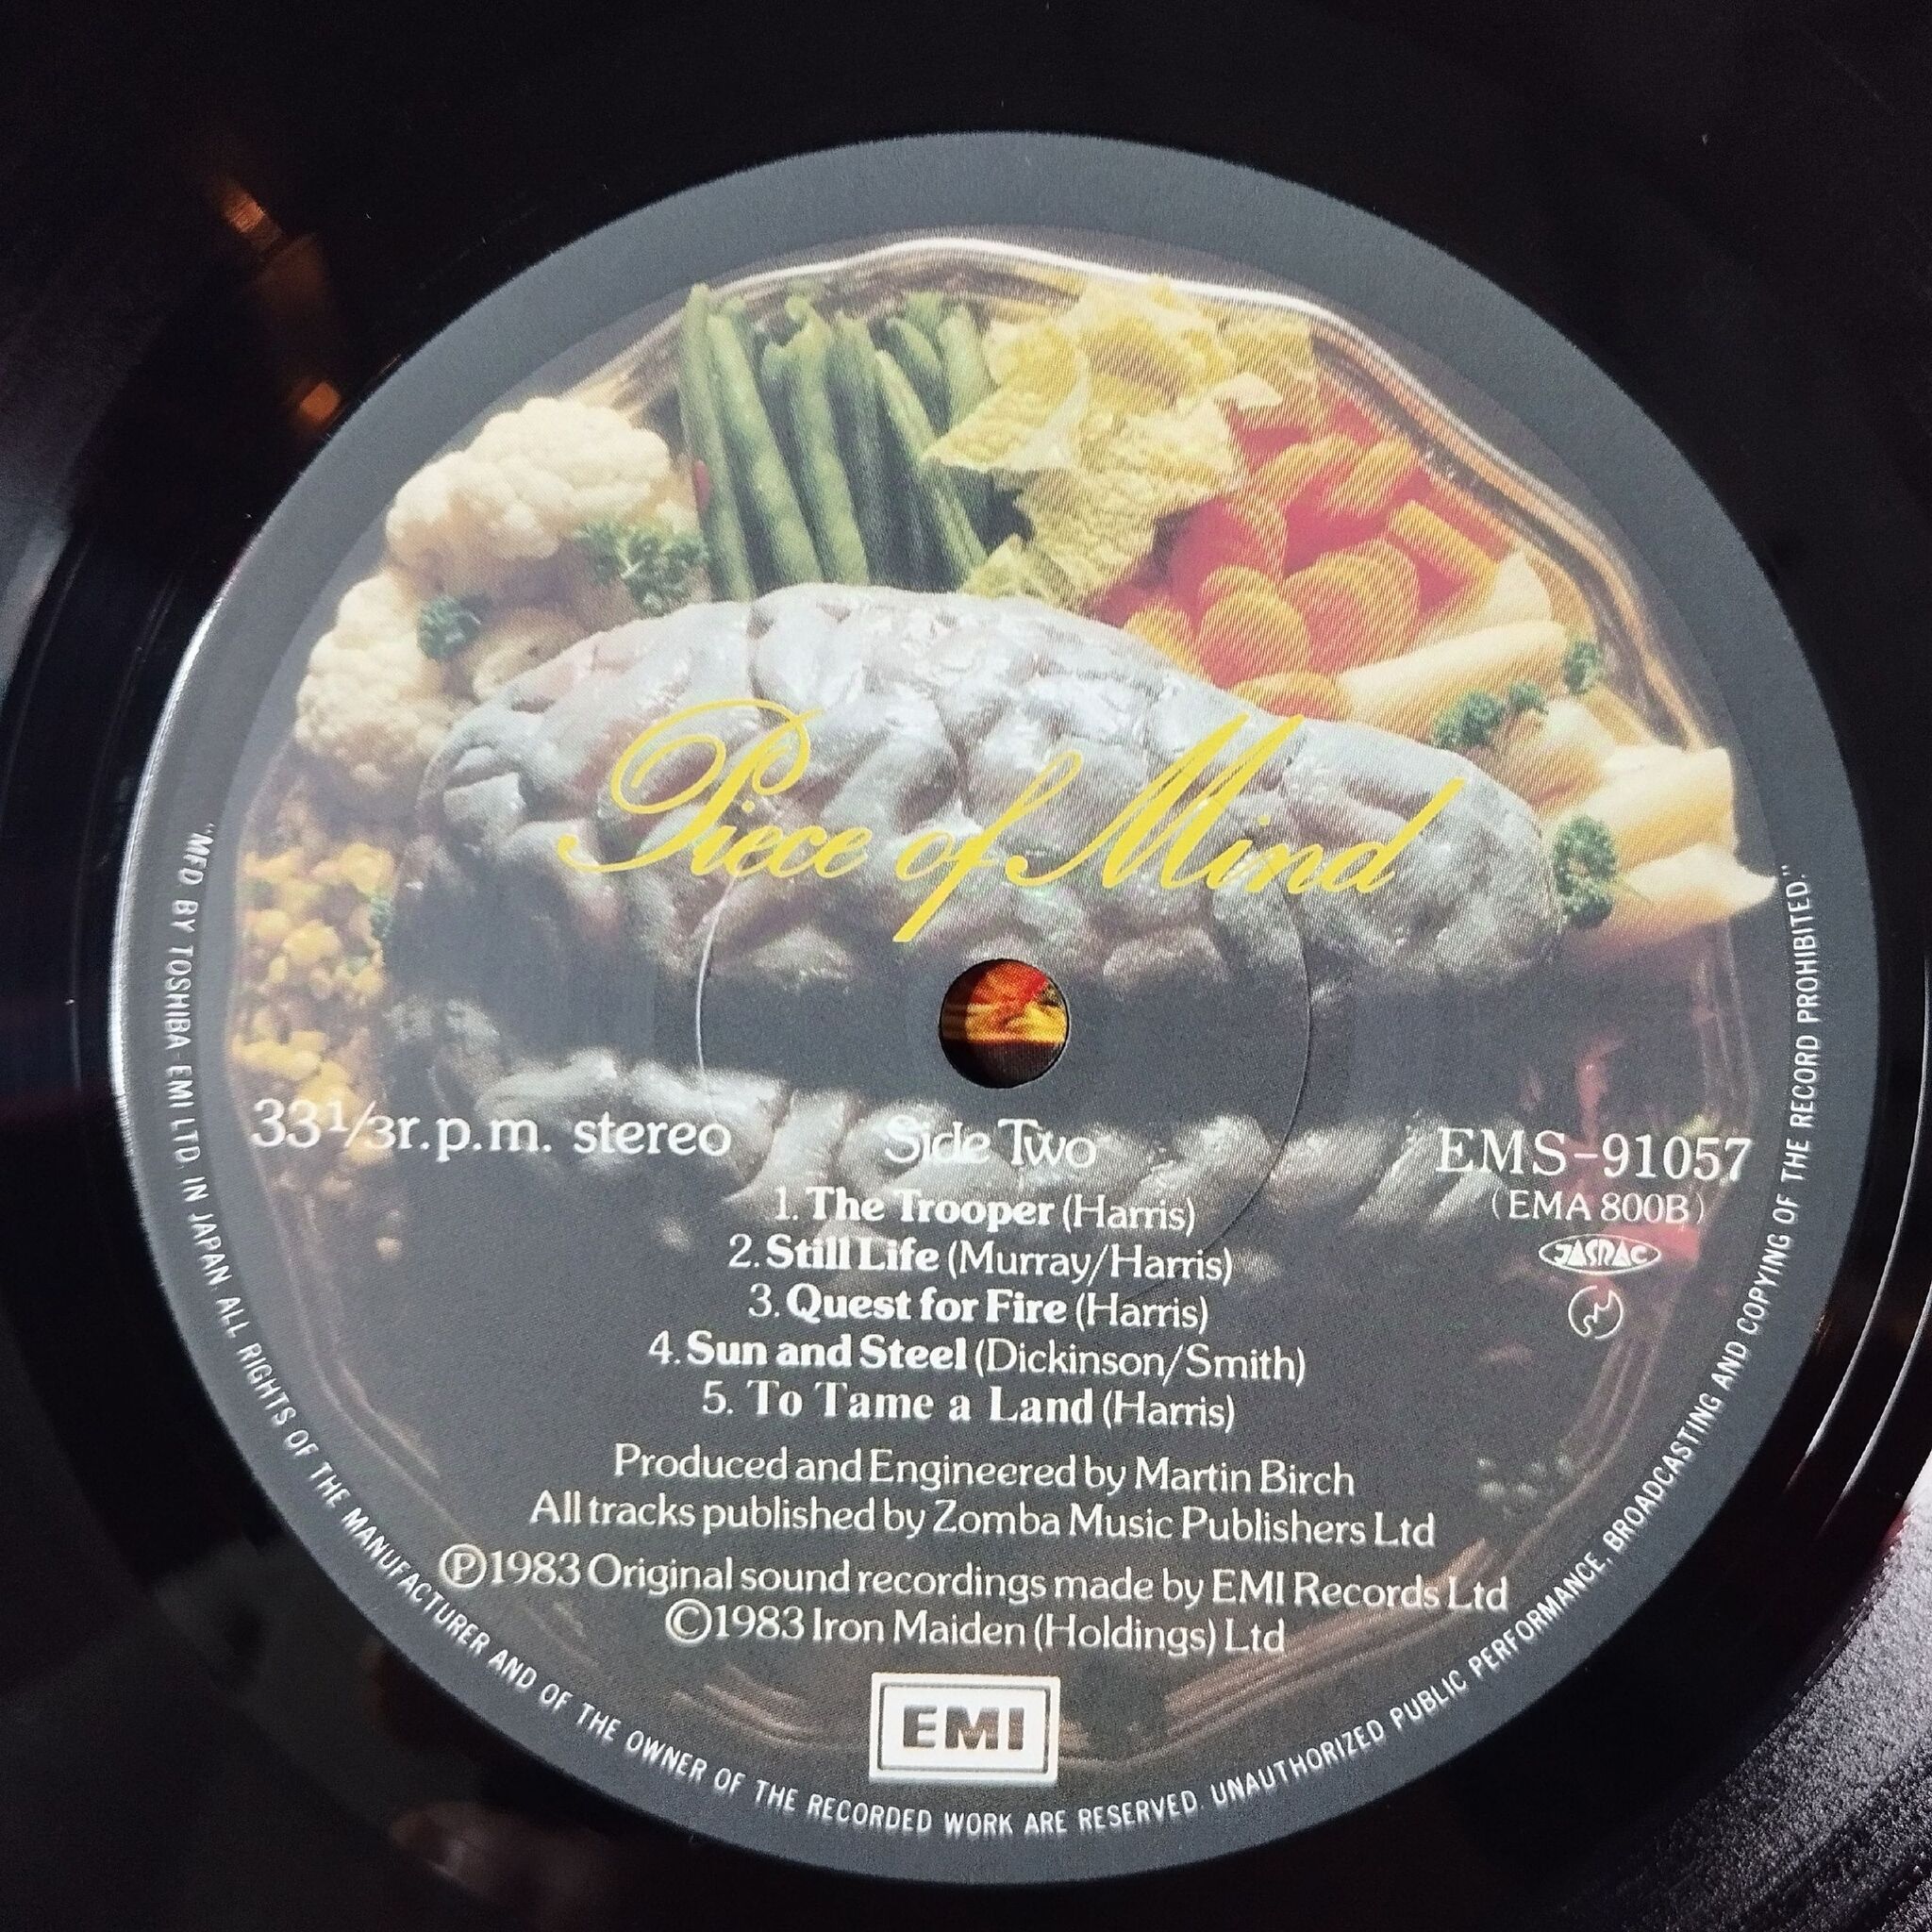 Piece of Mind
33⅓r.p.m. stereo
Side Two
EMS-91057
(EMA 800B)
JASRAC
1. The Trooper (Harris)
2. Still Life (Murray/Harris)
3. Quest for Fire (Harris)
4. Sun and Steel (Dickinson/Smith)
5. To Tame a Land (Harris)
Produced and Engineered by Martin Birch
All tracks published by Zomba Music Publishers Ltd
Ⓟ1983 Original sound recordings made by EMI Records Ltd
©1983 Iron Maiden (Holdings) Ltd
EMI
"MFD. BY TOSHIBA-EMI LTD. IN JAPAN. ALL RIGHTS OF THE MANUFACTURER AND OF THE OWNER OF THE RECORDED WORK ARE RESERVED. UNAUTHORIZED PUBLIC PERFORMANCE, BROADCASTING AND COPYING OF THE RECORD PROHIBITED."